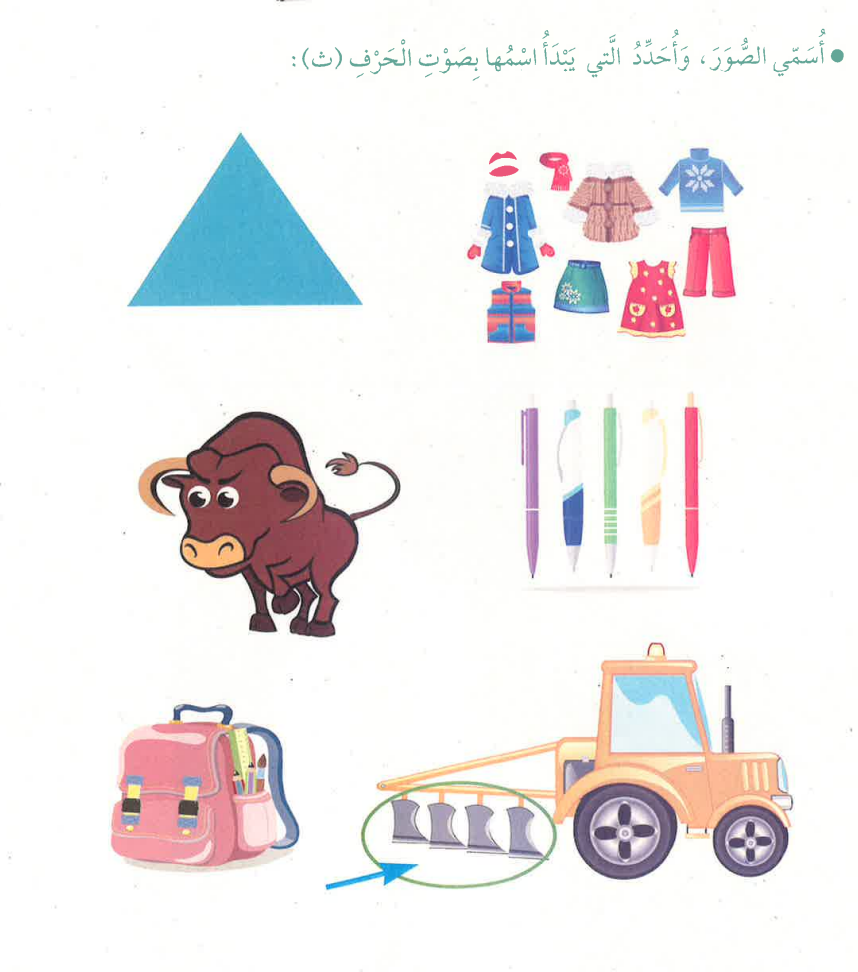 • أُسَمّي الصُّوَرَ، وَأُحَدِّدُ الَّتي يَبْدَأُ اسْمُها بِصَوْتِ الْحَرْفِ (ث):